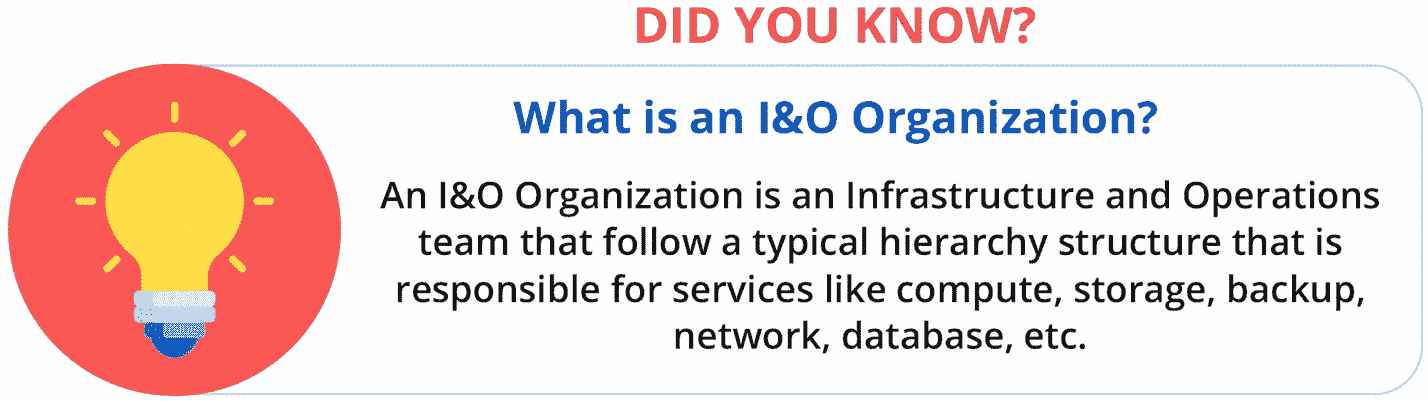 DID YOU KNOW?
What is an I&O Organization?
An I&O Organization is an Infrastructure and Operations
team that follow a typical hierarchy structure that is
responsible for services like compute, storage, backup,
network, database, etc.